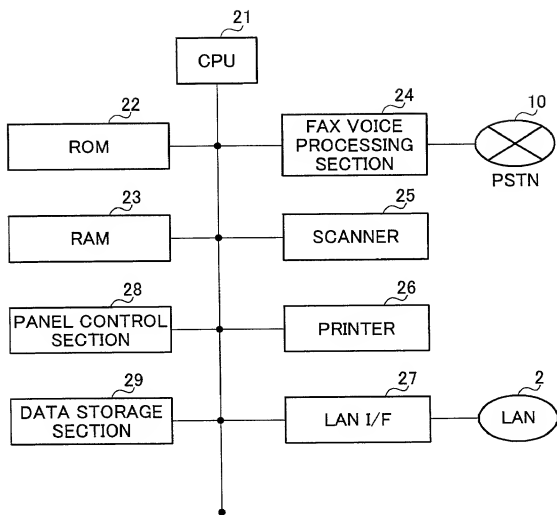 21
CPU
22
ROM
24
FAX VOICE
PROCESSING
SECTION
10
PSTN
23
RAM
25
SCANNER
28
PANEL CONTROL
SECTION
26
PRINTER
29
DATA STORAGE
SECTION
27
LAN I/F
2
LAN